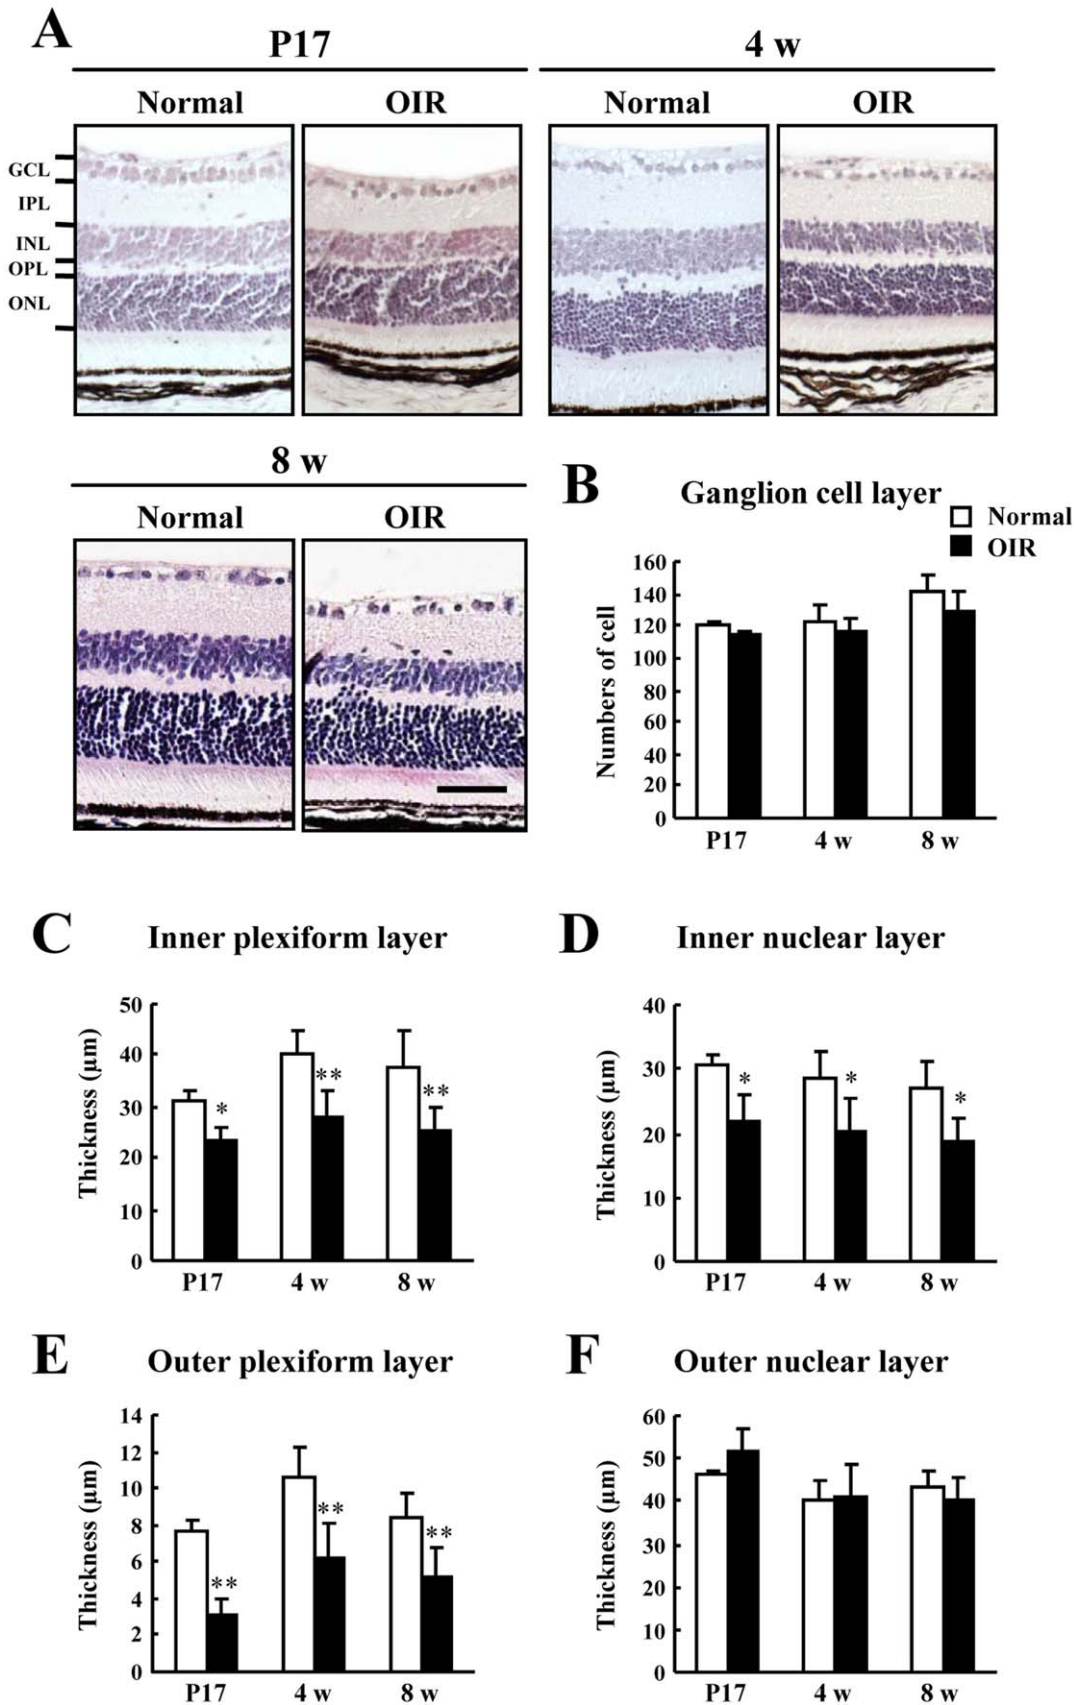 A
P17
4 w
Normal
OIR
Normal
OIR
GCL
IPL
INL
OPL
ONL
8 w
Normal
OIR
B
Ganglion cell layer
Normal
OIR
Numbers of cell
160
140
120
100
80
60
40
20
0
P17
4 w
8 w
C
Inner plexiform layer
Thickness (µm)
50
40
30
20
10
0
*
**
**
P17
4 w
8 w
D
Inner nuclear layer
Thickness (µm)
40
30
20
10
0
*
*
*
P17
4 w
8 w
E
Outer plexiform layer
Thickness (µm)
14
12
10
8
6
4
2
0
**
**
**
P17
4 w
8 w
F
Outer nuclear layer
Thickness (µm)
60
50
40
30
20
10
0
P17
4 w
8 w